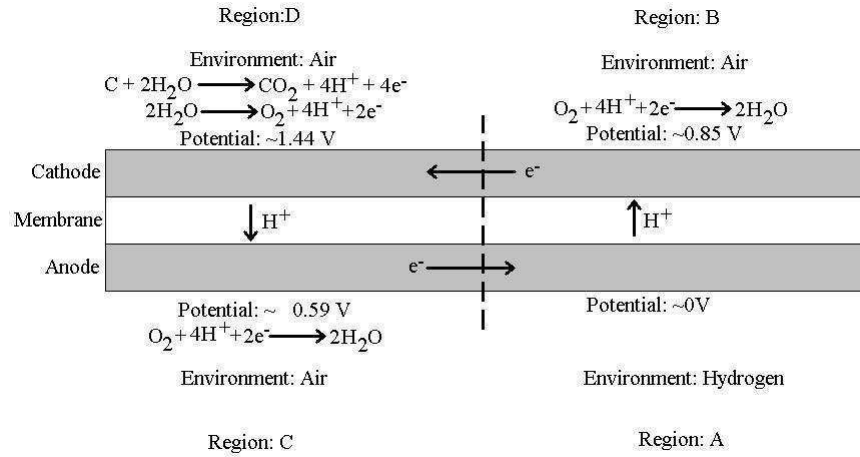 Region:D
Environment: Air
C + 2H₂O ⟶ CO₂ + 4H⁺ + 4e⁻
2H₂O ⟶ O₂ + 4H⁺+2e⁻
Potential: ~1.44 V
Region: B
Environment: Air
O₂ + 4H⁺+2e⁻ ⟶ 2H₂O
Potential: ~0.85 V
Cathode
e⁻
Membrane
H⁺
H⁺
Anode
e⁻
Potential: ~ 0.59 V
O₂ + 4H⁺+2e⁻ ⟶ 2H₂O
Environment: Air
Region: C
Potential: ~0V
Environment: Hydrogen
Region: A